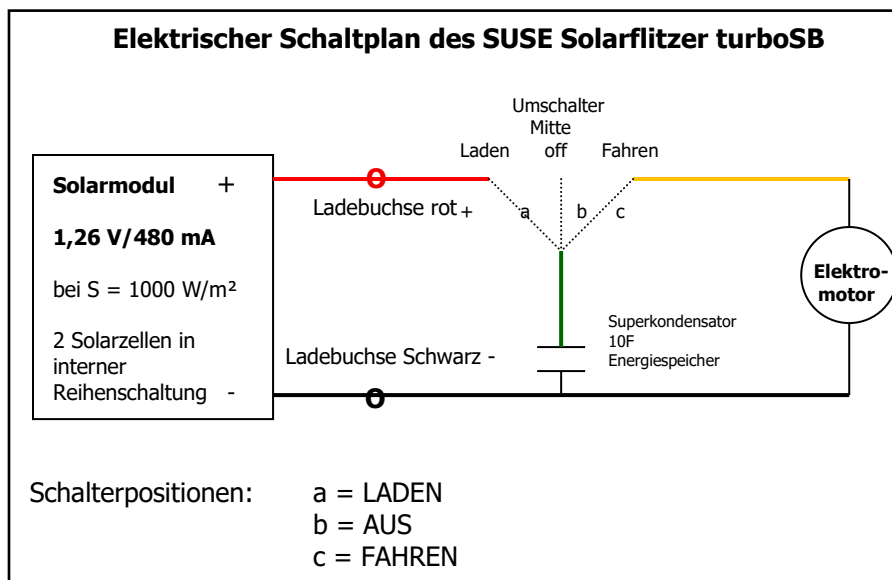 Elektrischer Schaltplan des SUSE Solarflitzer turboSB
Umschalter
Mitte
Laden off Fahren
Solarmodul +
Ladebuchse rot +
a b c
1,26 V/480 mA
bei S = 1000 W/m²
2 Solarzellen in
interner
Reihenschaltung -
Ladebuchse Schwarz -
Superkondensator
10F
Energiespeicher
Elektro-
motor
Schalterpositionen: a = LADEN
b = AUS
c = FAHREN